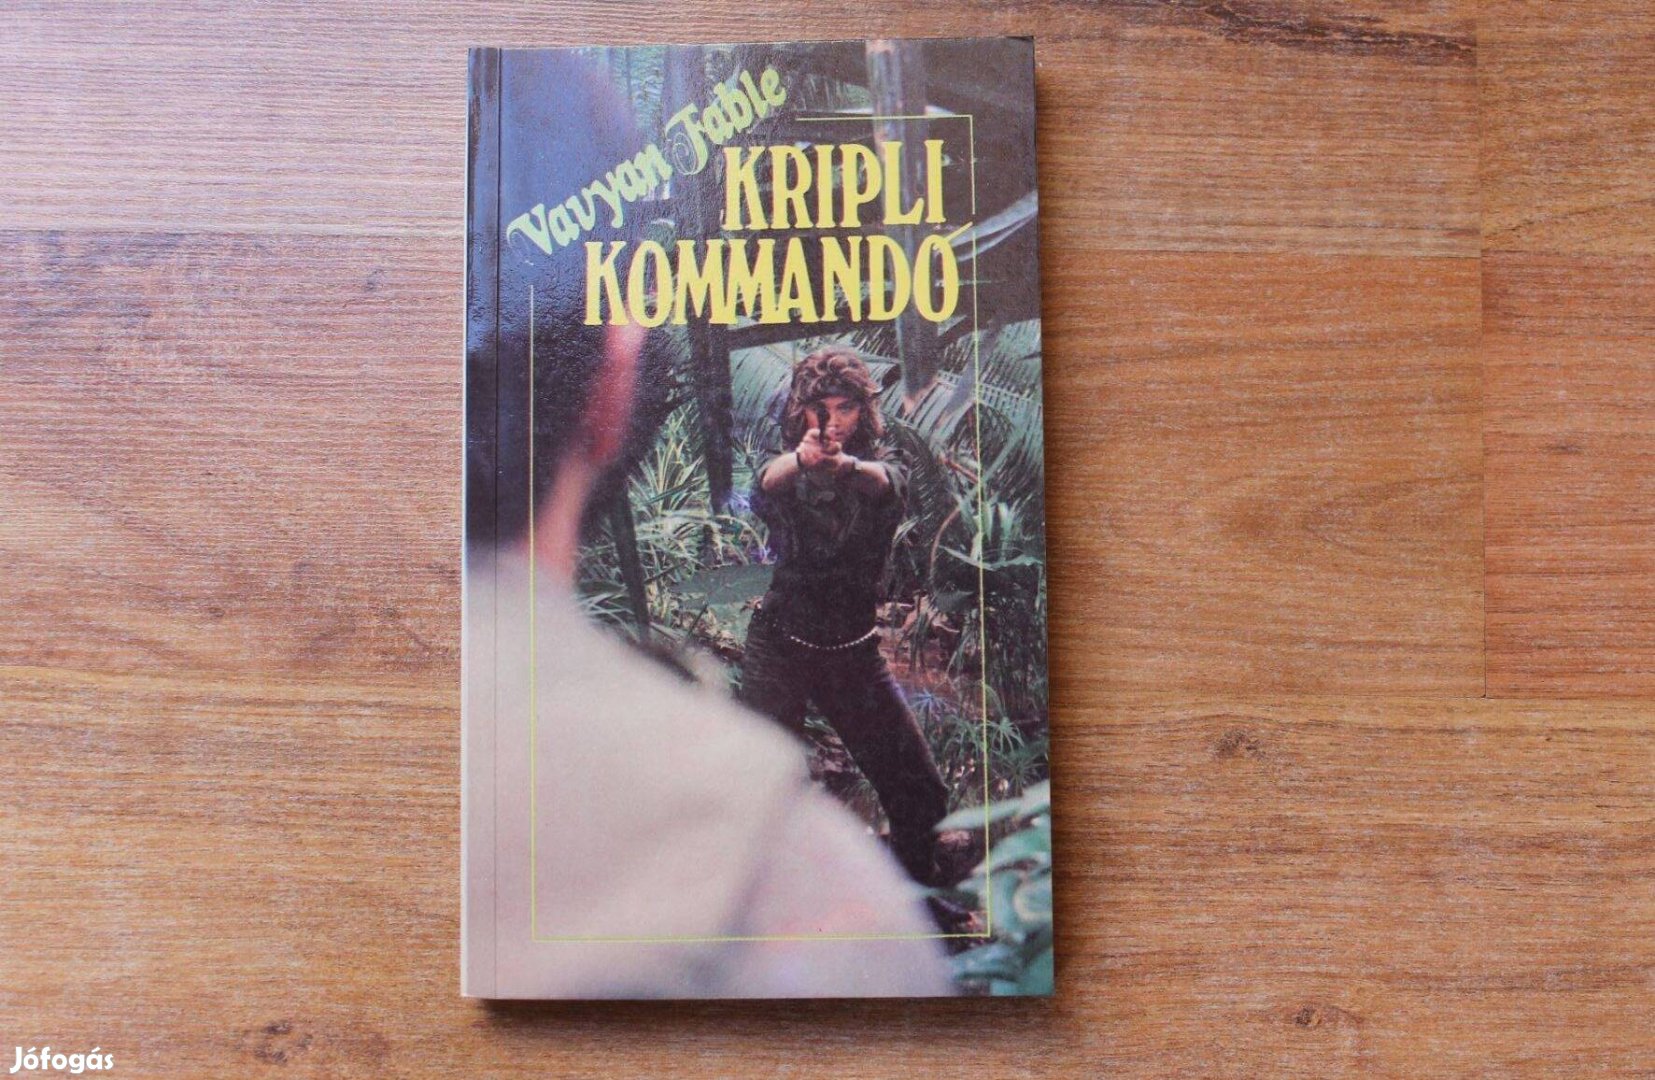 Vavyan Fable
KRIPLI
KOMMANDÓ
Jófogás